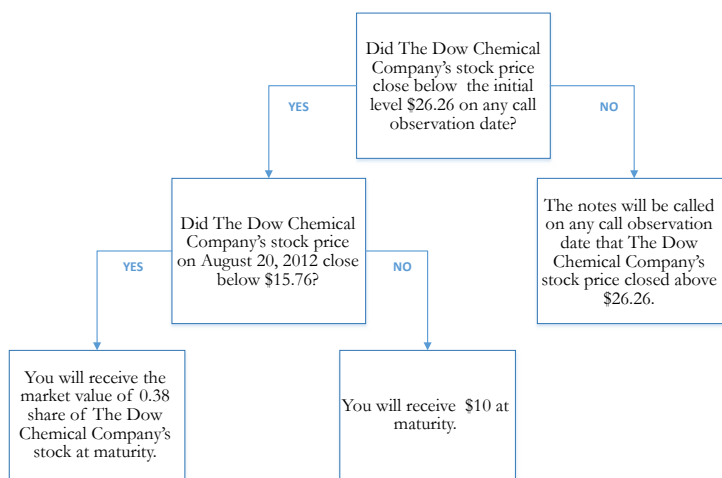 Did The Dow Chemical
Company's stock price
close below the initial
level $26.26 on any call
observation date?
YES
NO
Did The Dow Chemical
Company's stock price
on August 20, 2012 close
below $15.76?
The notes will be called
on any call observation
date that The Dow
Chemical Company's
stock price closed above
$26.26.
YES
NO
You will receive the
market value of 0.38
share of The Dow
Chemical Company's
stock at maturity.
You will receive $10 at
maturity.